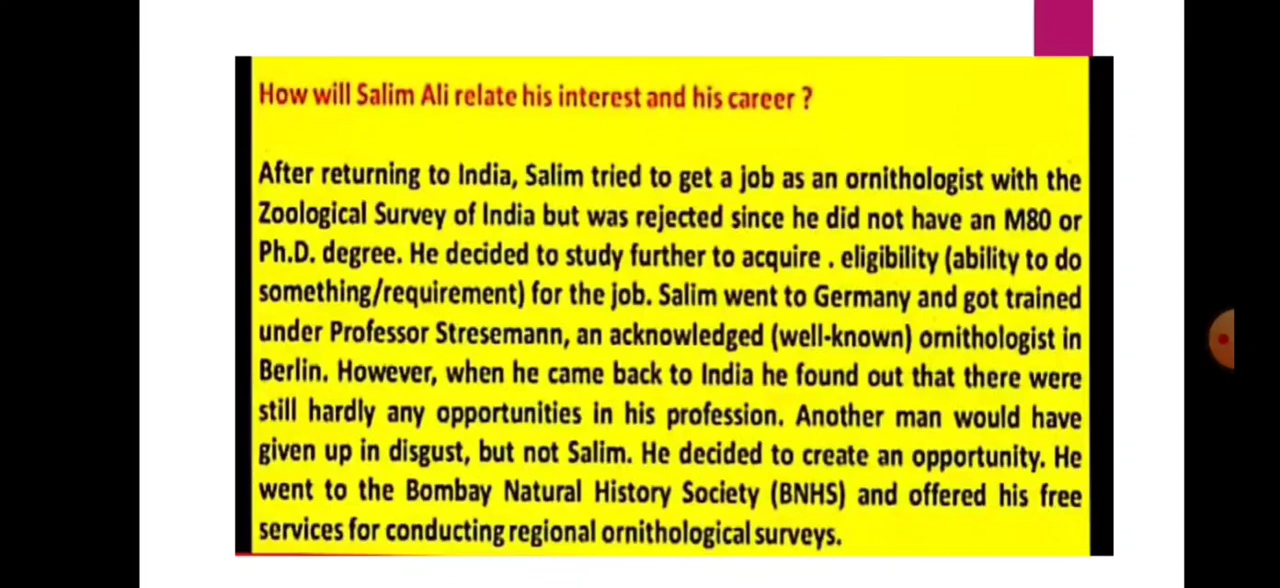 How will Salim Ali relate his interest and his career ?
After returning to India, Salim tried to get a job as an ornithologist with the
Zoological Survey of India but was rejected since he did not have an M80 or
Ph.D. degree. He decided to study further to acquire . eligibility (ability to do
something/requirement) for the job. Salim went to Germany and got trained
under Professor Stresemann, an acknowledged (well-known) ornithologist in
Berlin. However, when he came back to India he found out that there were
still hardly any opportunities in his profession. Another man would have
given up in disgust, but not Salim. He decided to create an opportunity. He
went to the Bombay Natural History Society (BNHS) and offered his free
services for conducting regional ornithological surveys.